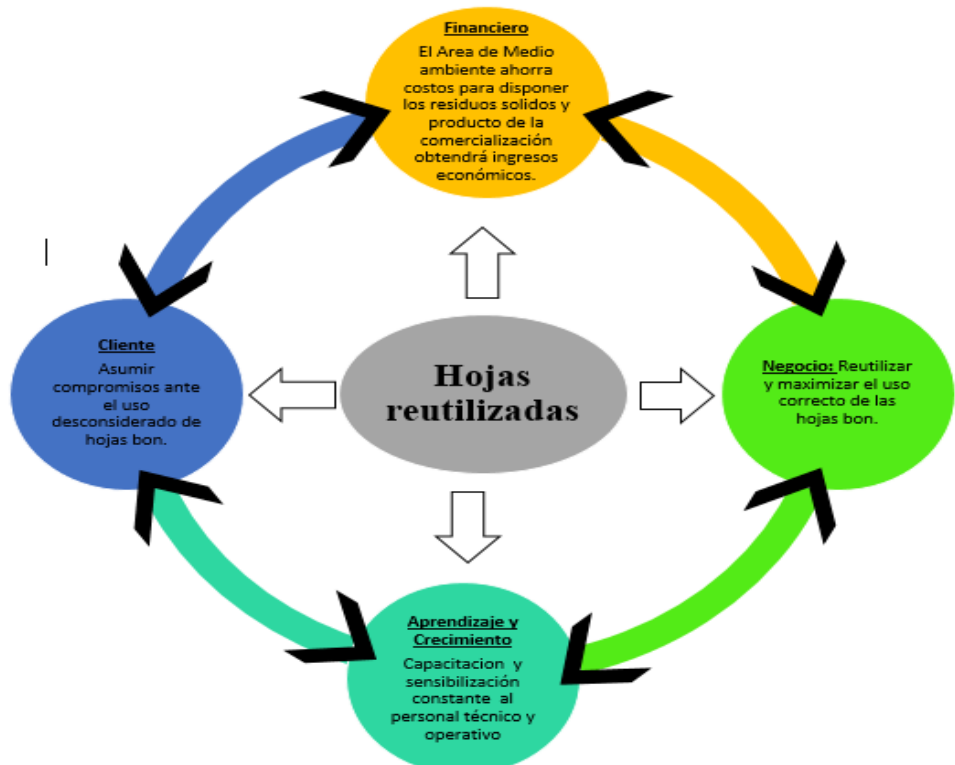 Financiero
El Area de Medio
ambiente ahorra
costos para disponer
los residuos solidos y
producto de la
comercialización
obtendrá ingresos
económicos.
Cliente
Asumir
compromisos ante
el uso
desconsiderado de
hojas bon.
Hojas
reutilizadas
Negocio: Reutilizar
y maximizar el uso
correcto de las
hojas bon.
Aprendizaje y
Crecimiento
Capacitacion y
sensibilización
constante al
personal técnico y
operativo